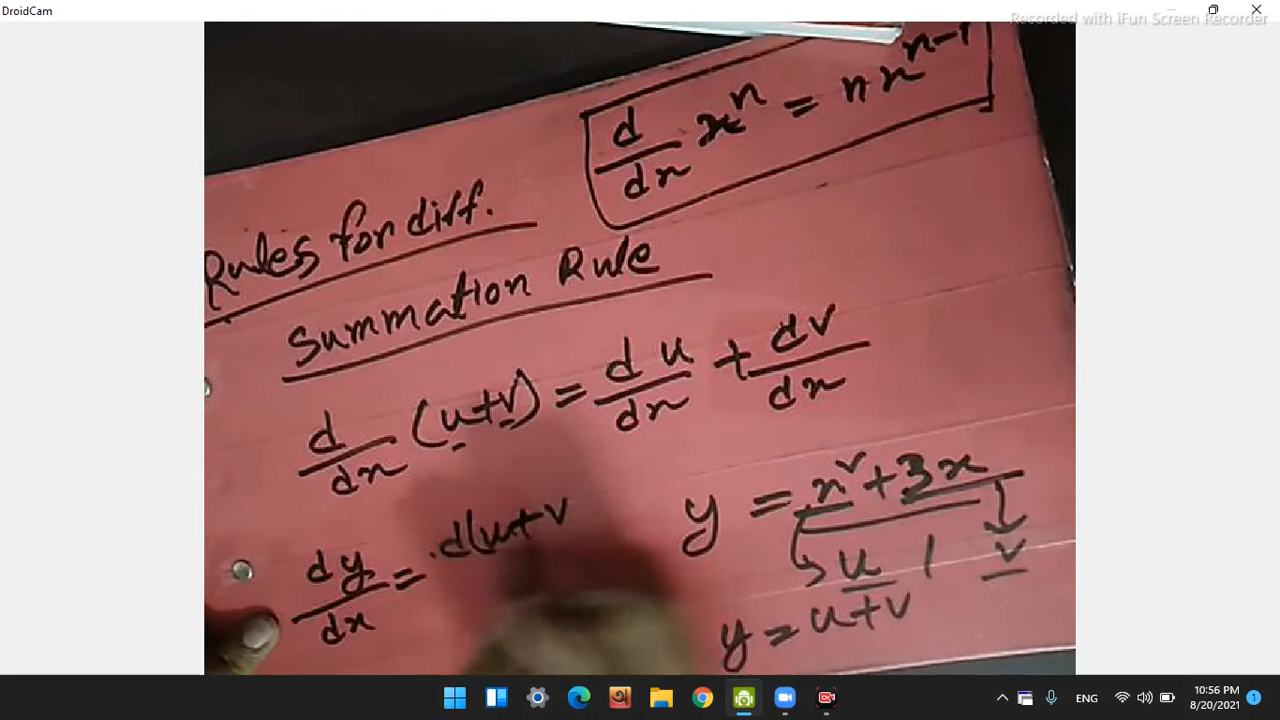 DroidCam
Recorded with iFun Screen Recorder
d/dx x^n = n x^n-1
Rules for diff.
Summation Rule
d/dx (u+v) = du/dx + dv/dx
y = x² + 3x
u | v
y = u+v
dy/dx = d(u+v
ENG
10:56 PM
8/20/2021
1